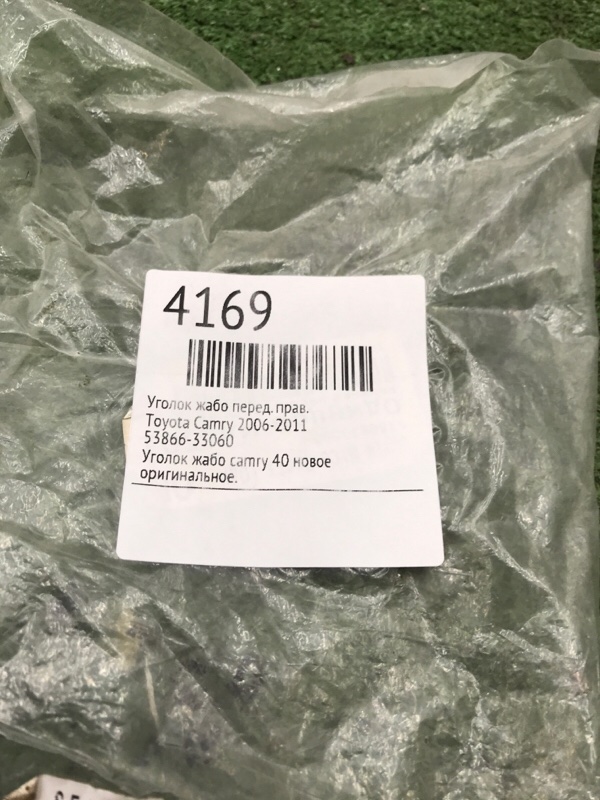 4169
Уголок жабо перед. прав.
Toyota Camry 2006-2011
53866-33060
Уголок жабо camry 40 новое
оригинальное.